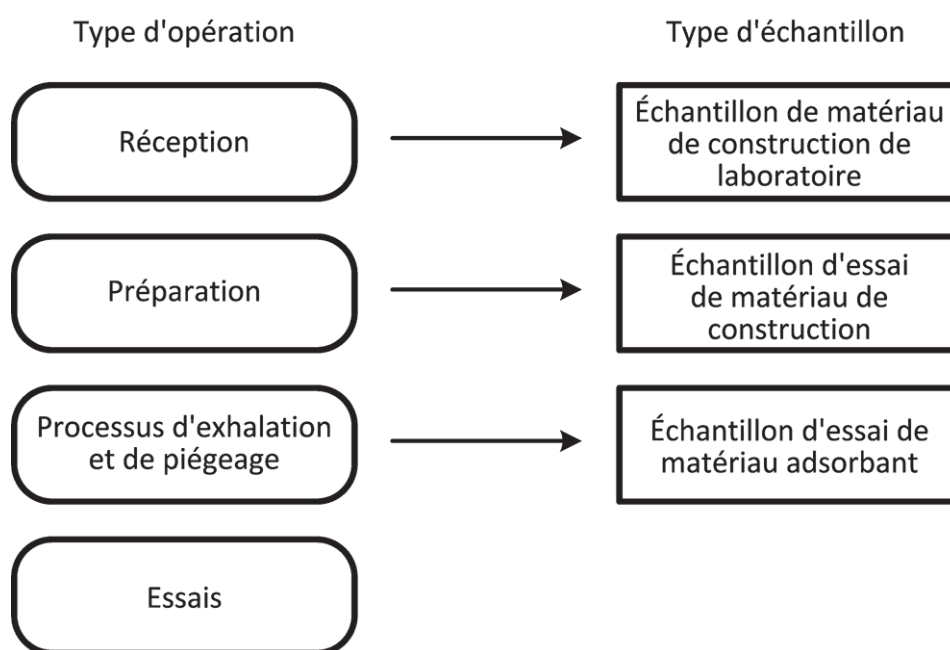 Type d'opération
Type d'échantillon
Réception
Échantillon de matériau
de construction de
laboratoire
Préparation
Échantillon d'essai
de matériau de
construction
Processus d'exhalation
et de piégeage
Échantillon d'essai de
matériau adsorbant
Essais